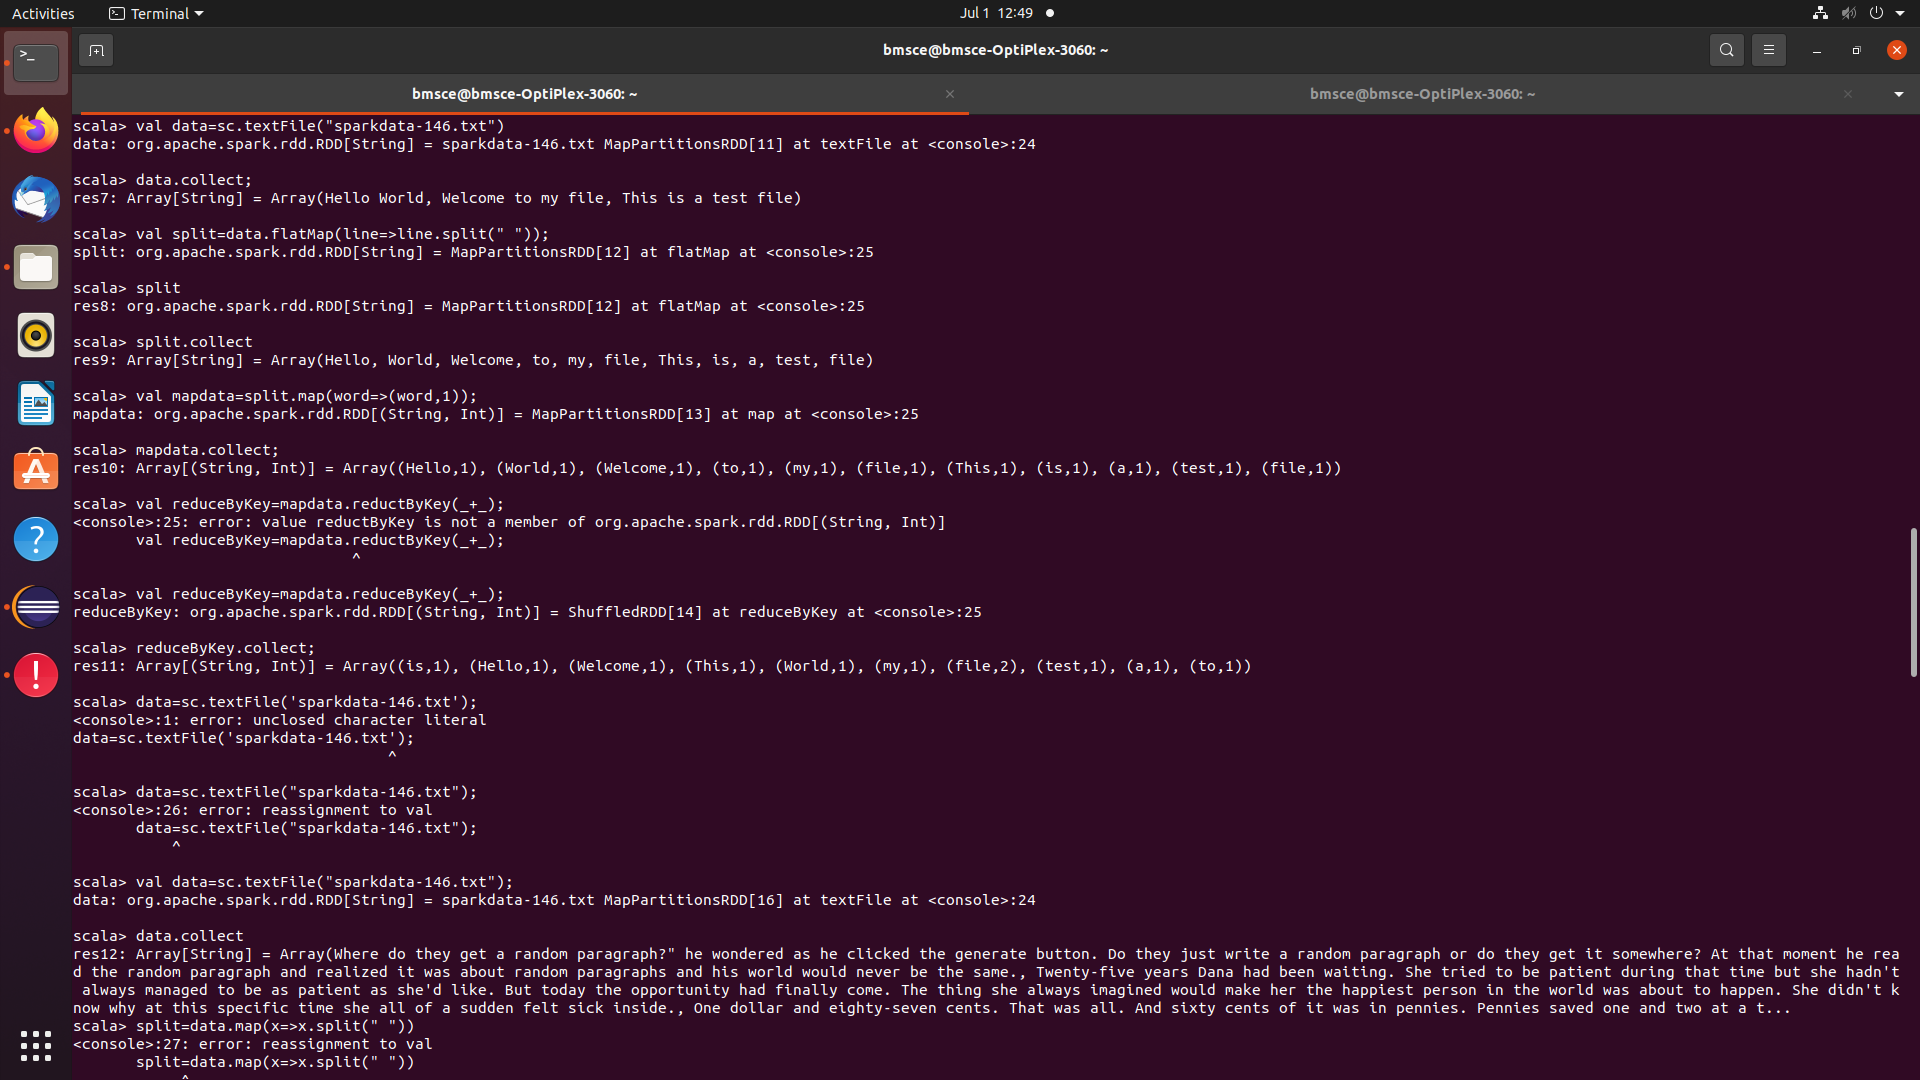 Activities
Terminal
Jul 1 12:49
bmsce@bmsce-OptiPlex-3060: ~
bmsce@bmsce-OptiPlex-3060: ~
bmsce@bmsce-OptiPlex-3060: ~
scala> val data=sc.textFile("sparkdata-146.txt")
data: org.apache.spark.rdd.RDD[String] = sparkdata-146.txt MapPartitionsRDD[11] at textFile at <console>:24
scala> data.collect;
res7: Array[String] = Array(Hello World, Welcome to my file, This is a test file)
scala> val split=data.flatMap(line=>line.split(" "));
split: org.apache.spark.rdd.RDD[String] = MapPartitionsRDD[12] at flatMap at <console>:25
scala> split
res8: org.apache.spark.rdd.RDD[String] = MapPartitionsRDD[12] at flatMap at <console>:25
scala> split.collect
res9: Array[String] = Array(Hello, World, Welcome, to, my, file, This, is, a, test, file)
scala> val mapdata=split.map(word=>(word,1));
mapdata: org.apache.spark.rdd.RDD[(String, Int)] = MapPartitionsRDD[13] at map at <console>:25
scala> mapdata.collect;
res10: Array[(String, Int)] = Array((Hello,1), (World,1), (Welcome,1), (to,1), (my,1), (file,1), (This,1), (is,1), (a,1), (test,1), (file,1))
scala> val reduceByKey=mapdata.reductByKey(_+_);
<console>:25: error: value reductByKey is not a member of org.apache.spark.rdd.RDD[(String, Int)]
val reduceByKey=mapdata.reductByKey(_+_);
^
scala> val reduceByKey=mapdata.reduceByKey(_+_);
reduceByKey: org.apache.spark.rdd.RDD[(String, Int)] = ShuffledRDD[14] at reduceByKey at <console>:25
scala> reduceByKey.collect;
res11: Array[(String, Int)] = Array((is,1), (Hello,1), (Welcome,1), (This,1), (World,1), (my,1), (file,2), (test,1), (a,1), (to,1))
scala> data=sc.textFile('sparkdata-146.txt');
<console>:1: error: unclosed character literal
data=sc.textFile('sparkdata-146.txt');
^
scala> data=sc.textFile("sparkdata-146.txt");
<console>:26: error: reassignment to val
data=sc.textFile("sparkdata-146.txt");
^
scala> val data=sc.textFile("sparkdata-146.txt");
data: org.apache.spark.rdd.RDD[String] = sparkdata-146.txt MapPartitionsRDD[16] at textFile at <console>:24
scala> data.collect
res12: Array[String] = Array(Where do they get a random paragraph?" he wondered as he clicked the generate button. Do they just write a random paragraph or do they get it somewhere? At that moment he rea
d the random paragraph and realized it was about random paragraphs and his world would never be the same., Twenty-five years Dana had been waiting. She tried to be patient during that time but she hadn't
always managed to be as patient as she'd like. But today the opportunity had finally come. The thing she always imagined would make her the happiest person in the world was about to happen. She didn't k
now why at this specific time she all of a sudden felt sick inside., One dollar and eighty-seven cents. That was all. And sixty cents of it was in pennies. Pennies saved one and two at a t...
scala> split=data.map(x=>x.split(" "))
<console>:27: error: reassignment to val
split=data.map(x=>x.split(" "))
^